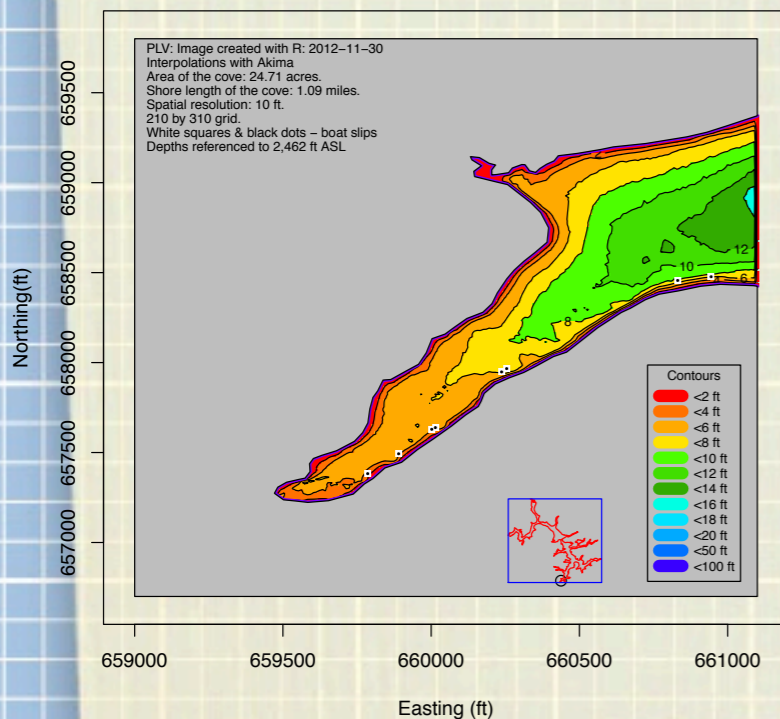 PLV: Image created with R: 2012−11−30
Interpolations with Akima
Area of the cove: 24.71 acres.
Shore length of the cove: 1.09 miles.
Spatial resolution: 10 ft.
210 by 310 grid.
White squares & black dots − boat slips
Depths referenced to 2,462 ft ASL
659500
659000
658500
658000
657500
657000
Northing(ft)
12
10
6
8
Contours
<2 ft
<4 ft
<6 ft
<8 ft
<10 ft
<12 ft
<14 ft
<16 ft
<18 ft
<20 ft
<50 ft
<100 ft
659000 659500 660000 660500 661000
Easting (ft)